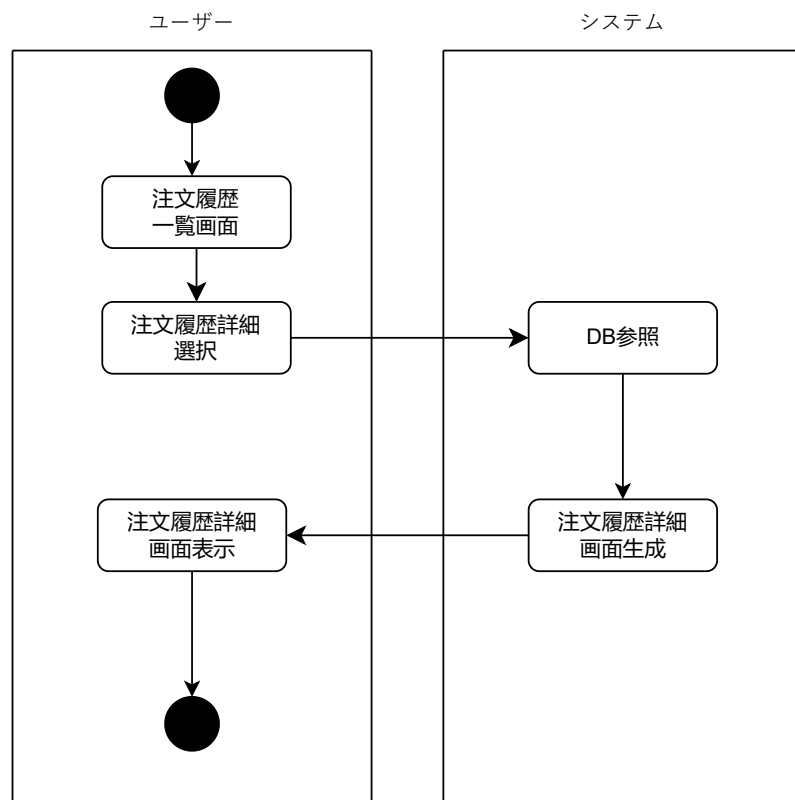 ユーザー
システム
注文履歴
一覧画面
注文履歴詳細
選択
DB参照
注文履歴詳細
画面表示
注文履歴詳細
画面生成